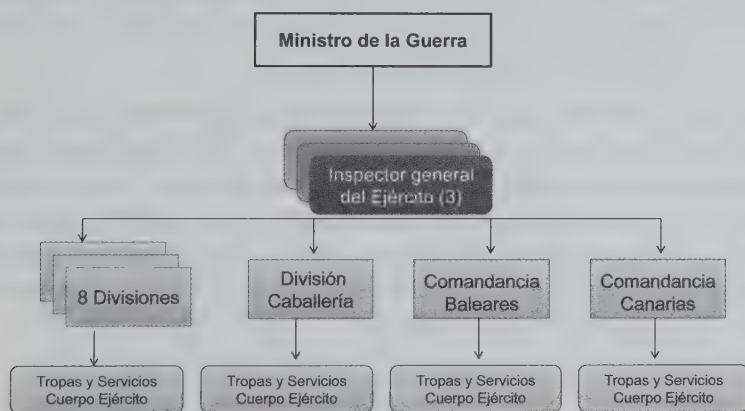 Ministro de la Guerra
Inspector general
del Ejército (3)
8 Divisiones
División
Caballería
Comandancia
Baleares
Comandancia
Canarias
Tropas y Servicios
Cuerpo Ejército
Tropas y Servicios
Cuerpo Ejército
Tropas y Servicios
Cuerpo Ejército
Tropas y Servicios
Cuerpo Ejército